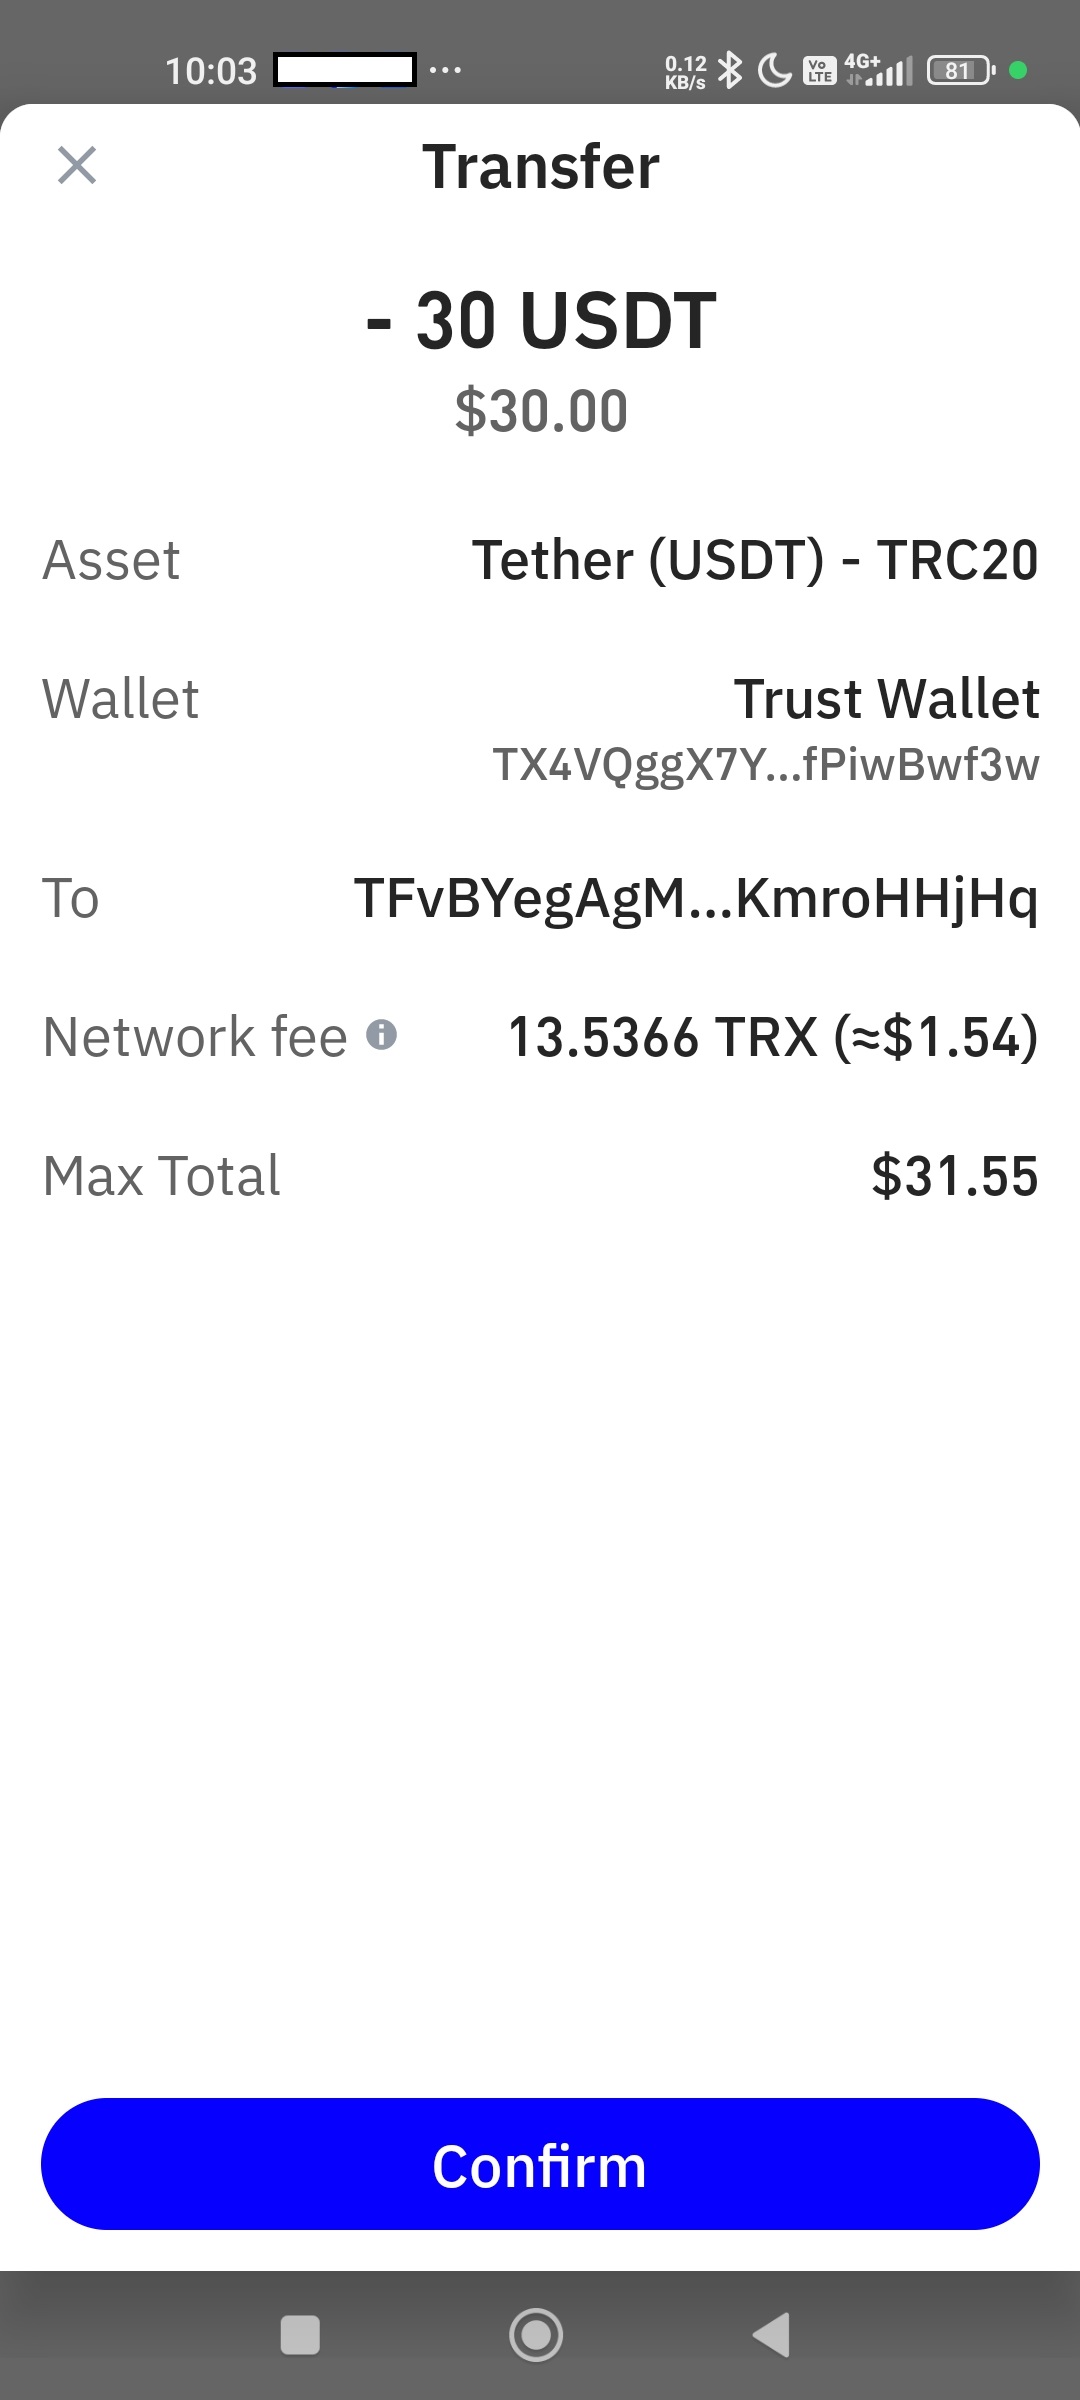 10:03 ... 0.12 KB/s Vo LTE 4G+ 81
Transfer
- 30 USDT
$30.00
Asset Tether (USDT) - TRC20
Wallet Trust Wallet
TX4VQggX7Y...fPiwBwf3w
To TFvBYegAgM...KmroHHjHq
Network fee 13.5366 TRX (≈$1.54)
Max Total $31.55
Confirm